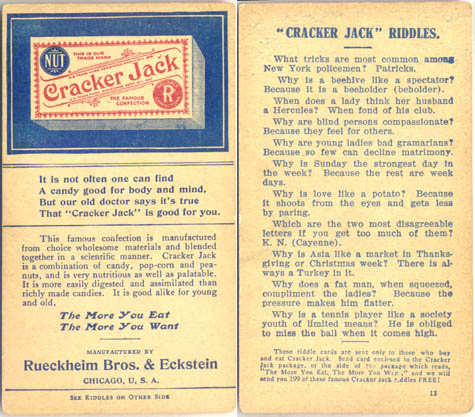 NUT
THIS IS OUR
TRADE MARK
Cracker Jack
THE FAMOUS
CONFECTION
R
It is not often one can find
A candy good for body and mind,
But our old doctor says it's true
That "Cracker Jack" is good for you.
This famous confection is manufactured
from choice wholesome materials and blended
together in a scientific manner. Cracker Jack
is a combination of candy, pop-corn and pea-
nuts, and is very nutritious as well as palatable.
It is more easily digested and assimilated than
richly made candies. It is good alike for young
and old.
The More You Eat
The More You Want
MANUFACTURED BY
Rueckheim Bros. & Eckstein
CHICAGO, U. S. A.
SEE RIDDLES ON OTHER SIDE
"CRACKER JACK" RIDDLES.
What tricks are most common among
New York policemen? Patricks.
Why is a beehive like a spectator?
Because it is a beeholder (beholder).
When does a lady think her husband
a Hercules? When fond of his club.
Why are blind persons compassionate?
Because they feel for others.
Why are young ladies bad gramarians?
Because so few can decline matrimony.
Why is Sunday the strongest day in
the week? Because the rest are week
days.
Why is love like a potato? Because
it shoots from the eyes and gets less
by paring.
Which are the two most disagreeable
letters if you get too much of them?
K. N. (Cayenne).
Why is Asia like a market in Thanks-
giving or Christmas week? There is al-
ways a Turkey in it.
Why does a fat man, when squeezed,
compliment the ladies? Because the
pressure makes him flatter.
Why is a tennis player like a society
youth of limited means? He is obliged
to miss the ball when it comes high.
These riddle cards are sent only to those who buy
and eat Cracker Jack. Send card enclosed in the Cracker Jack
package, or the side of the package which reads,
"The More You Eat, The More You Want," and we will
send you 199 of these famous Cracker Jack riddles FREE!
13